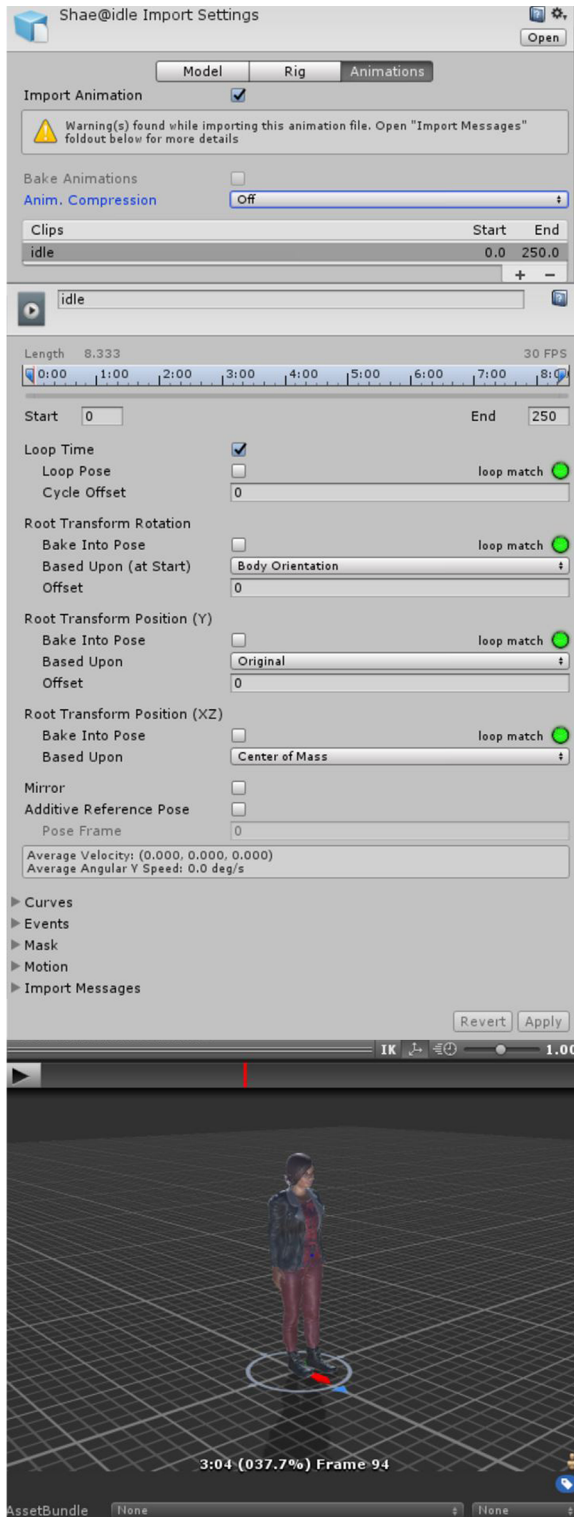 Shae@idle Import Settings
Open
Model Rig Animations
Import Animation
Warning(s) found while importing this animation file. Open "Import Messages"
foldout below for more details
Bake Animations
Anim. Compression Off
Clips Start End
idle 0.0 250.0
+ −
idle
Length 8.333 30 FPS
0:00 1:00 2:00 3:00 4:00 5:00 6:00 7:00 8:0
Start 0 End 250
Loop Time
Loop Pose loop match
Cycle Offset 0
Root Transform Rotation
Bake Into Pose loop match
Based Upon (at Start) Body Orientation
Offset 0
Root Transform Position (Y)
Bake Into Pose loop match
Based Upon Original
Offset 0
Root Transform Position (XZ)
Bake Into Pose loop match
Based Upon Center of Mass
Mirror
Additive Reference Pose
Pose Frame 0
Average Velocity: (0.000, 0.000, 0.000)
Average Angular Y Speed: 0.0 deg/s
Curves
Events
Mask
Motion
Import Messages
Revert Apply
IK 1.00
3:04 (037.7%) Frame 94
AssetBundle None None